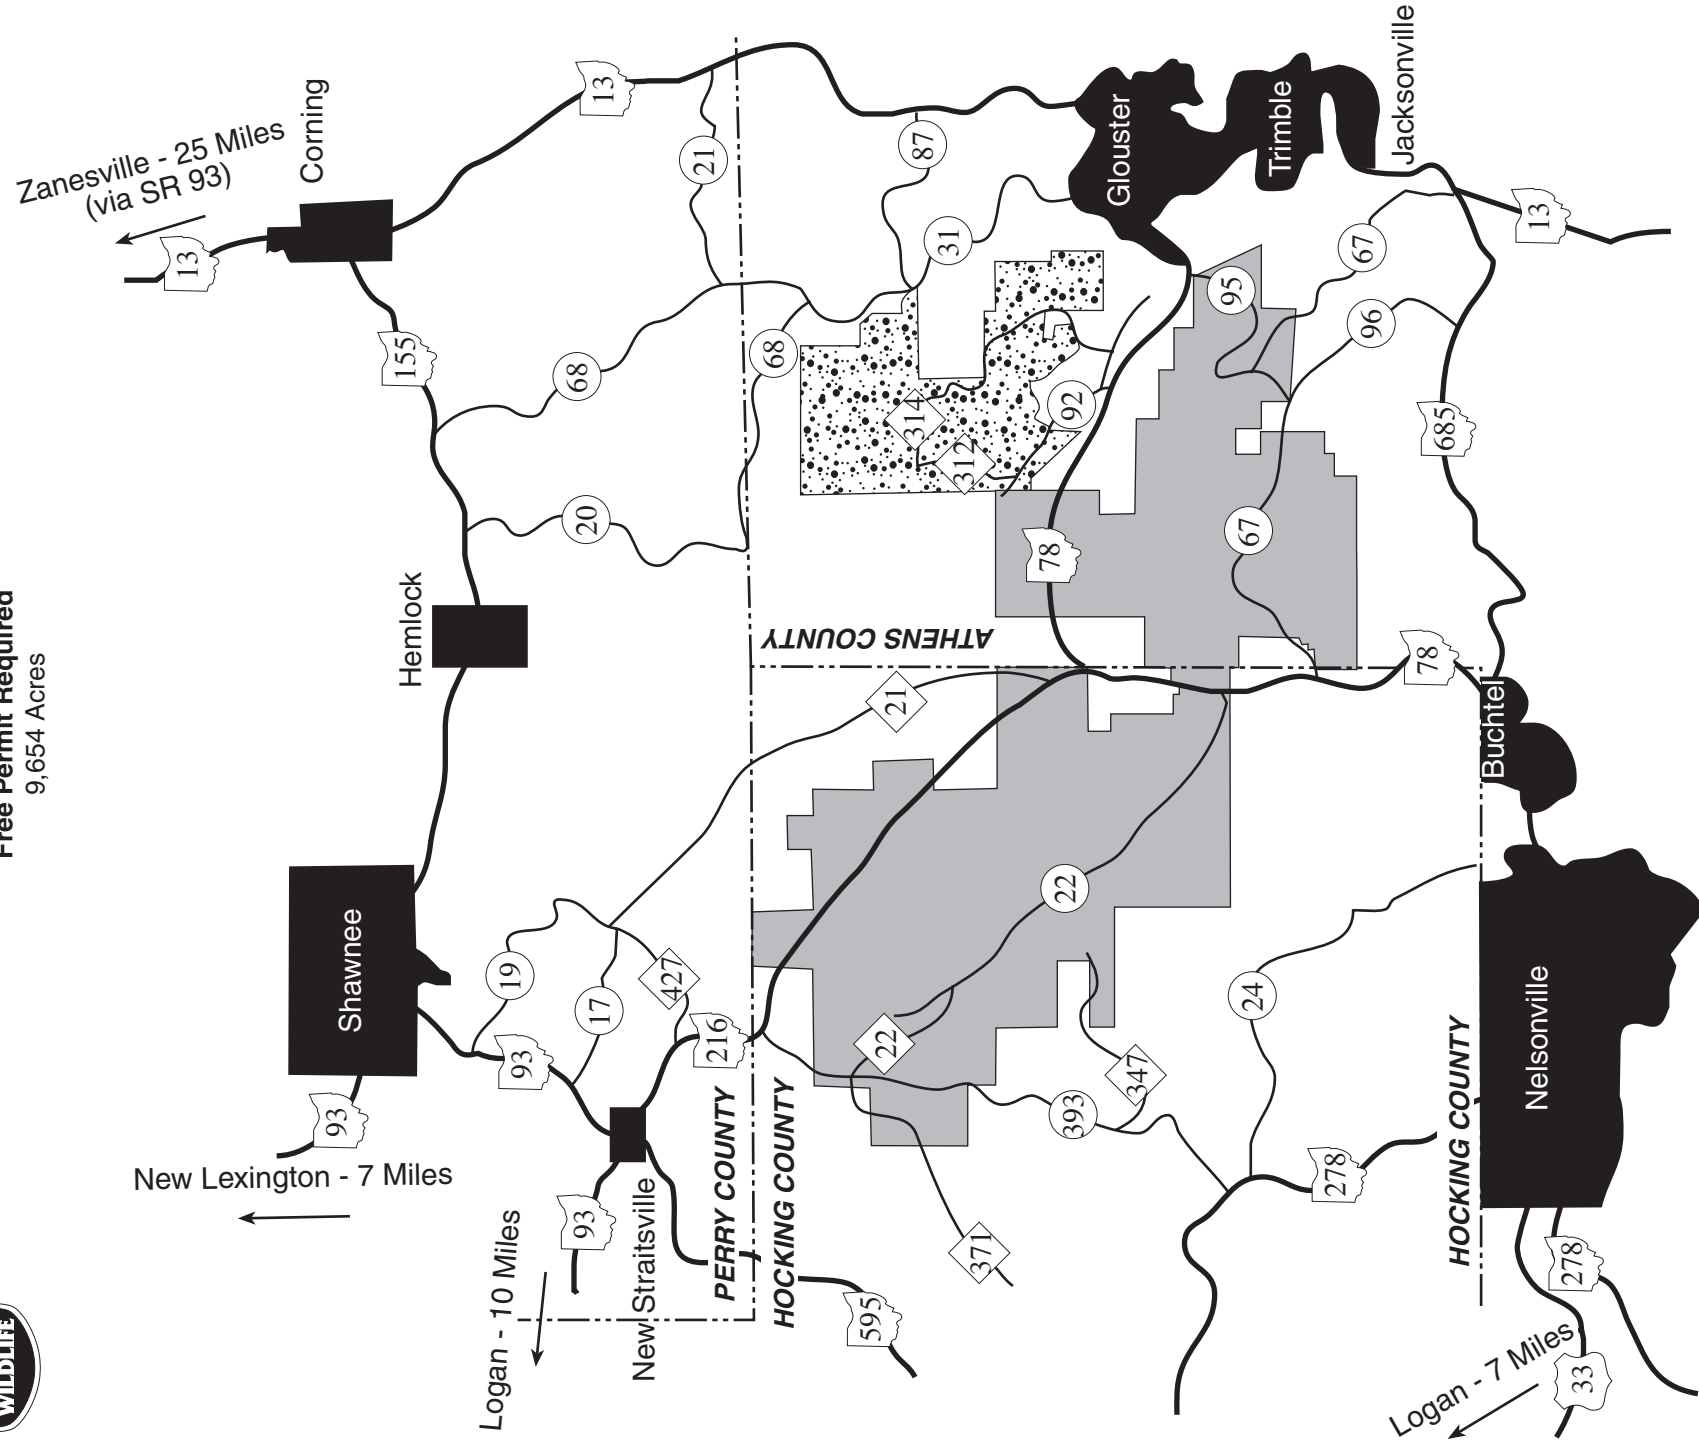 Free Permit Required
9,654 Acres
WILDLIFE
Zanesville - 25 Miles
(via SR 93)
Corning
13
13
155
21
68
87
31
68
20
Hemlock
Glouster
Trimble
Jacksonville
13
67
95
96
92
314
312
78
67
685
ATHENS COUNTY
78
21
Buchtel
Shawnee
19
17
427
93
216
22
22
24
93
New Lexington - 7 Miles
93
New Straitsville
Logan - 10 Miles
PERRY COUNTY
HOCKING COUNTY
393
347
371
595
278
HOCKING COUNTY
Nelsonville
278
33
Logan - 7 Miles